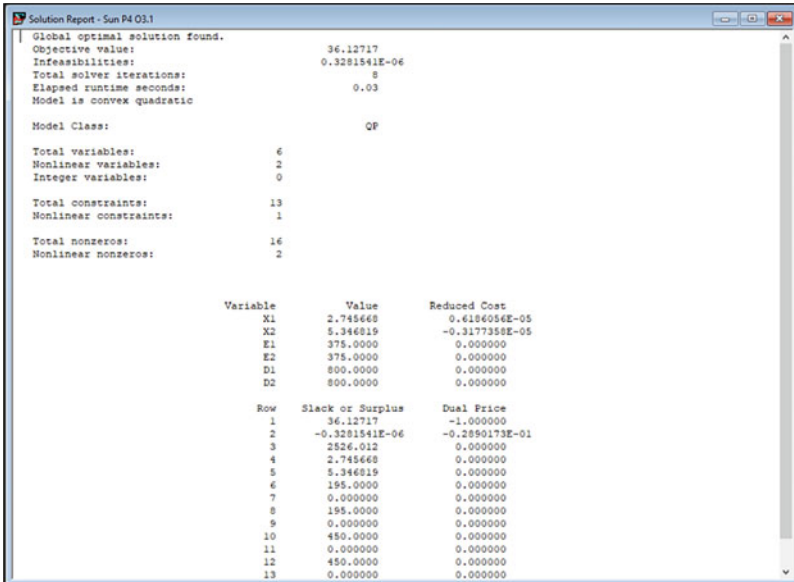 Solution Report - Sun P4 O3.1
Global optimal solution found.
Objective value: 36.12717
Infeasibilities: 0.3281541E-06
Total solver iterations: 8
Elapsed runtime seconds: 0.03
Model is convex quadratic
Model Class: QP
Total variables: 6
Nonlinear variables: 2
Integer variables: 0
Total constraints: 13
Nonlinear constraints: 1
Total nonzeros: 16
Nonlinear nonzeros: 2
Variable Value Reduced Cost
X1 2.745668 0.6186056E-05
X2 5.346819 -0.3177358E-05
E1 375.0000 0.000000
E2 375.0000 0.000000
D1 800.0000 0.000000
D2 800.0000 0.000000
Row Slack or Surplus Dual Price
1 36.12717 -1.000000
2 -0.3281541E-06 -0.2890173E-01
3 2526.012 0.000000
4 2.745668 0.000000
5 5.346819 0.000000
6 195.0000 0.000000
7 0.000000 0.000000
8 195.0000 0.000000
9 0.000000 0.000000
10 450.0000 0.000000
11 0.000000 0.000000
12 450.0000 0.000000
13 0.000000 0.000000